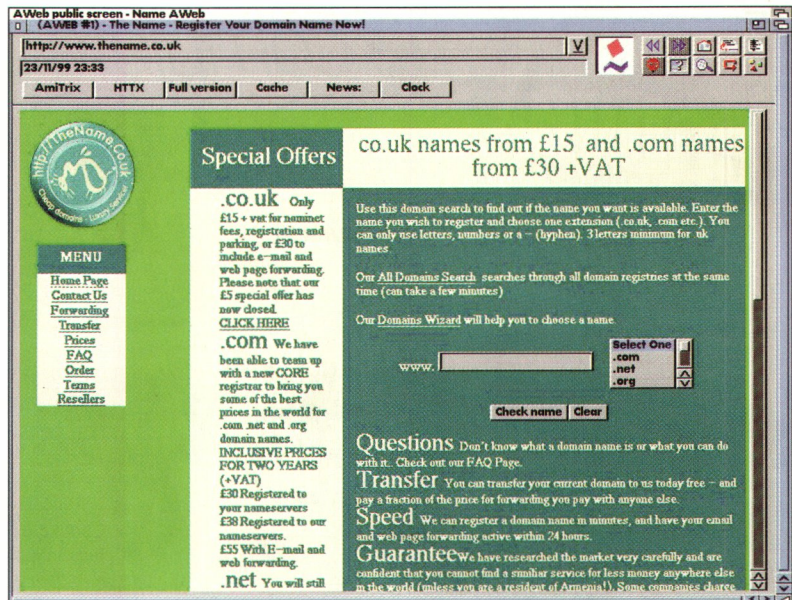 AWeb public screen - Name AWeb
(AWEB #1) - The Name - Register Your Domain Name Now!
http://www.thename.co.uk
V
23/11/99 23:33
AmiTrix
HTTX
Full version
Cache
News:
Clock
http://TheName.Co.uk
Cheap domains - Luxury Service!
MENU
Home Page
Contact Us
Forwarding
Transfer
Prices
FAQ
Order
Terms
Resellers
Special Offers
.co.uk Only
£15 + vat for nominet
fees, registration and
parking, or £30 to
include e-mail and
web page forwarding.
Please note that our
£5 special offer has
now closed.
CLICK HERE
.com We have
been able to team up
with a new CORE
registrar to bring you
some of the best
prices in the world for
.com .net and .org
domain names.
INCLUSIVE PRICES
FOR TWO YEARS
(+VAT)
£30 Registered to
your nameservers
£38 Registered to our
nameservers.
£55 With E-mail and
web forwarding.
.net You will still
co.uk names from £15 and .com names
from £30 +VAT
Use this domain search to find out if the name you want is available. Enter the
name you wish to register and choose one extension (.co.uk, .com etc.). You
can only use letters, numbers or a - (hyphen). 3 letters minimum for .uk
names.
Our All Domains Search searches through all domain registries at the same
time (can take a few minutes)
Our Domains Wizard will help you to choose a name.
www.
Select One
.com
.net
.org
Check name
Clear
Questions Don't know what a domain name is or what you can do
with it.. Check out our FAQ Page.
Transfer You can transfer your current domain to us today free - and
pay a fraction of the price for forwarding you pay with anyone else.
Speed We can register a domain name in minutes, and have your email
and web page forwarding active within 24 hours.
Guarantee We have researched the market very carefully and are
confident that you cannot find a similiar service for less money anywhere else
in the world (unless you are a resident of Armenia!). Some companies charge